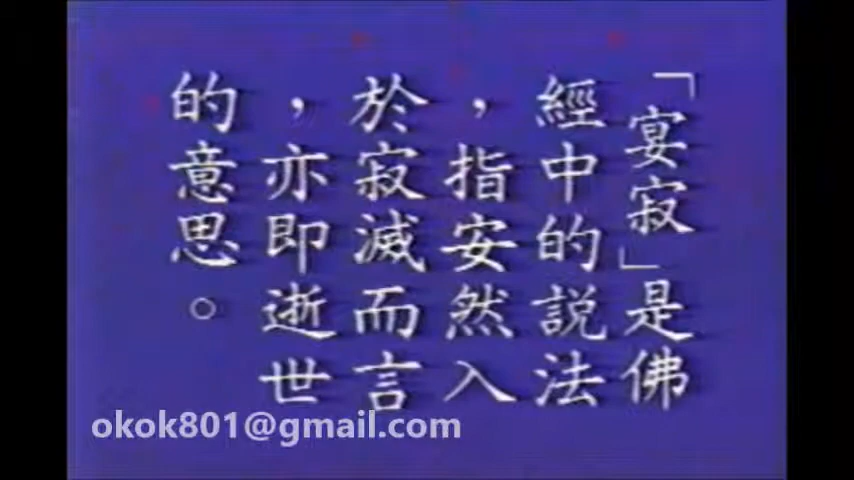 「宴寂」是佛
經中的說法
，指安然入
於寂滅而言
，亦即逝世
的意思。
okok801@gmail.com